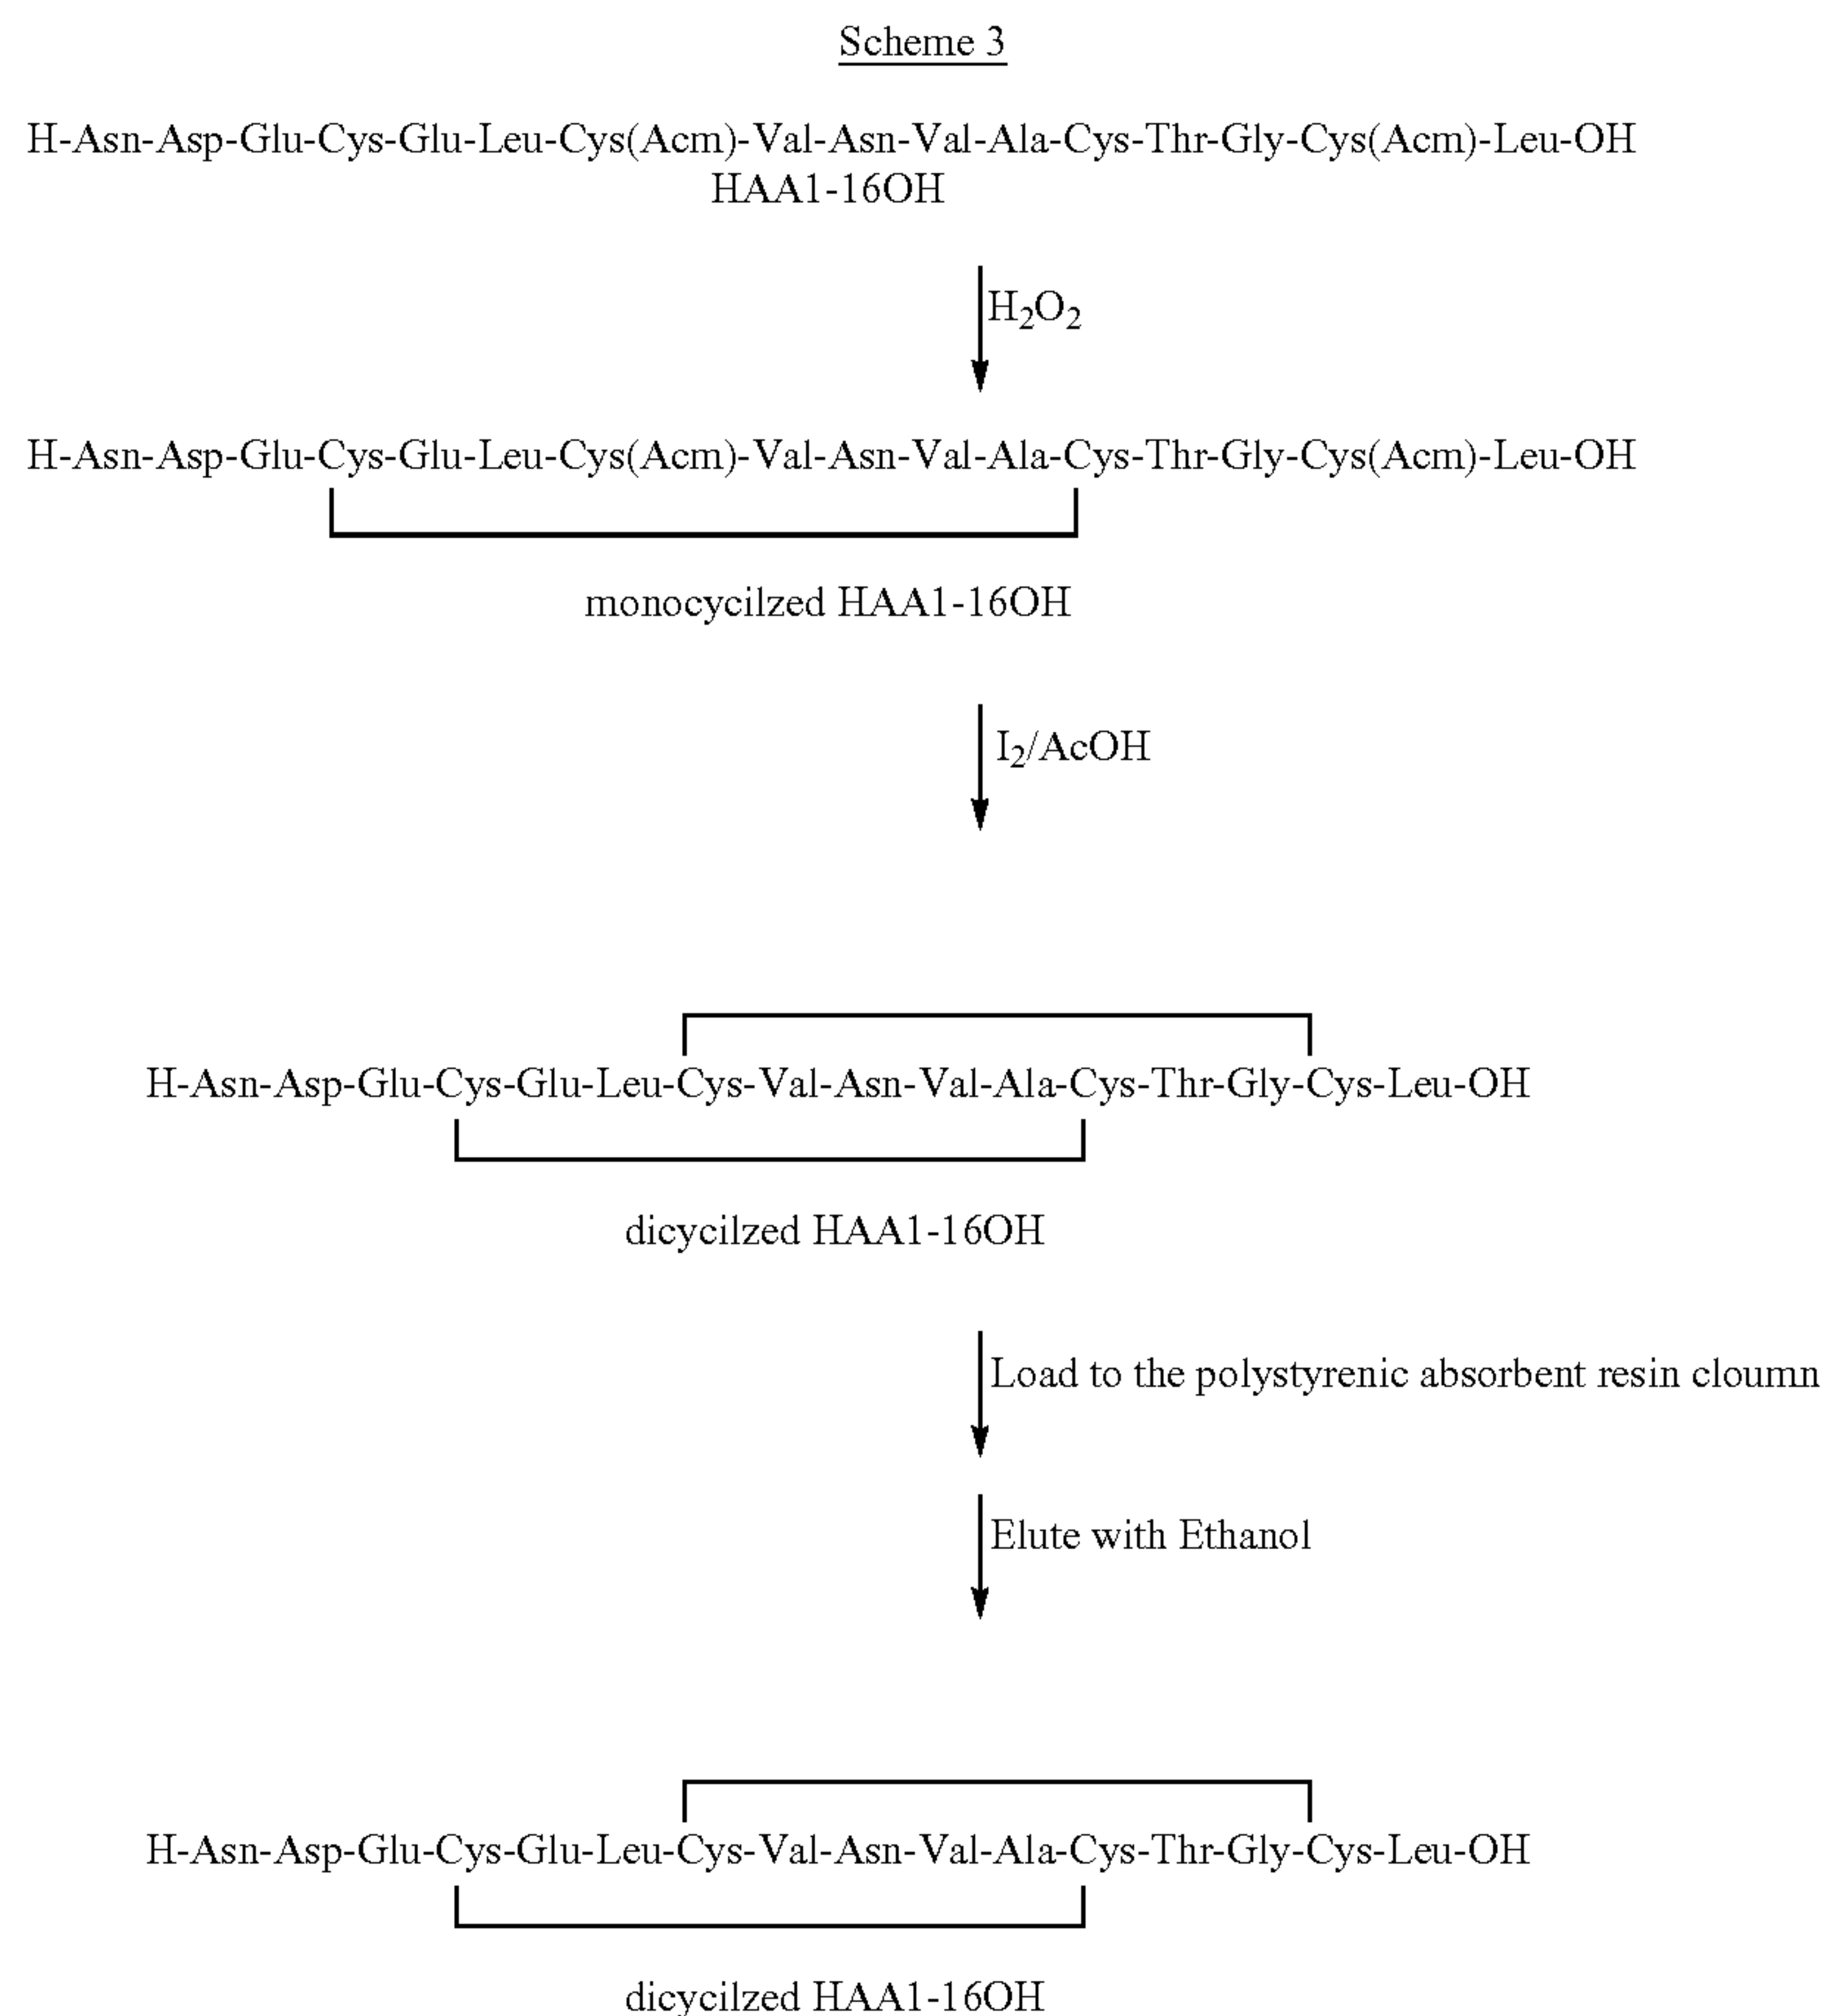 Scheme 3
H-Asn-Asp-Glu-Cys-Glu-Leu-Cys(Acm)-Val-Asn-Val-Ala-Cys-Thr-Gly-Cys(Acm)-Leu-OH
HAA1-16OH
H2O2
H-Asn-Asp-Glu-Cys-Glu-Leu-Cys(Acm)-Val-Asn-Val-Ala-Cys-Thr-Gly-Cys(Acm)-Leu-OH
monocycilzed HAA1-16OH
I2/AcOH
H-Asn-Asp-Glu-Cys-Glu-Leu-Cys-Val-Asn-Val-Ala-Cys-Thr-Gly-Cys-Leu-OH
dicycilzed HAA1-16OH
Load to the polystyrenic absorbent resin cloumn
Elute with Ethanol
H-Asn-Asp-Glu-Cys-Glu-Leu-Cys-Val-Asn-Val-Ala-Cys-Thr-Gly-Cys-Leu-OH
dicycilzed HAA1-16OH